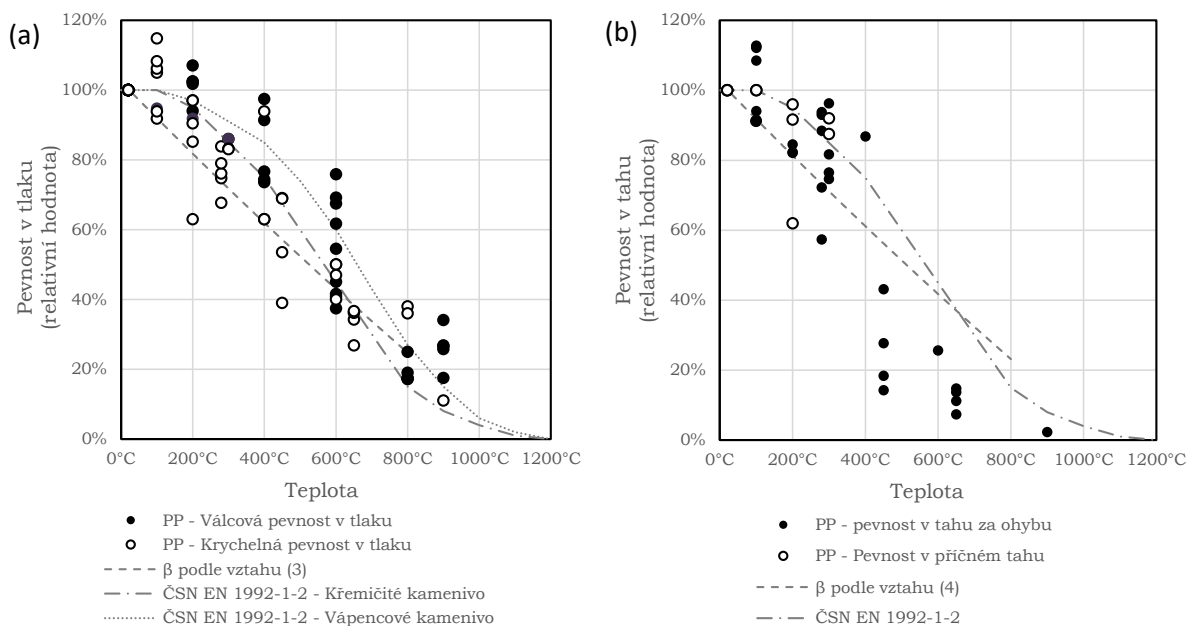 (a)
120%
100%
80%
60%
40%
20%
0%
Pevnost v tlaku
(relativní hodnota)
0°C 200°C 400°C 600°C 800°C 1000°C 1200°C
Teplota
PP - Válcová pevnost v tlaku
PP - Krychelná pevnost v tlaku
β podle vztahu (3)
ČSN EN 1992-1-2 - Křemičité kamenivo
ČSN EN 1992-1-2 - Vápencové kamenivo
(b)
120%
100%
80%
60%
40%
20%
0%
Pevnost v tahu
(relativní hodnota)
0°C 200°C 400°C 600°C 800°C 1000°C 1200°C
Teplota
PP - pevnost v tahu za ohybu
PP - Pevnost v příčném tahu
β podle vztahu (4)
ČSN EN 1992-1-2